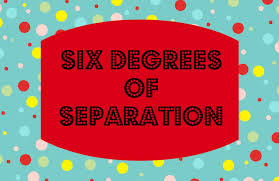 SIX DEGREES
OF
SEPARATION